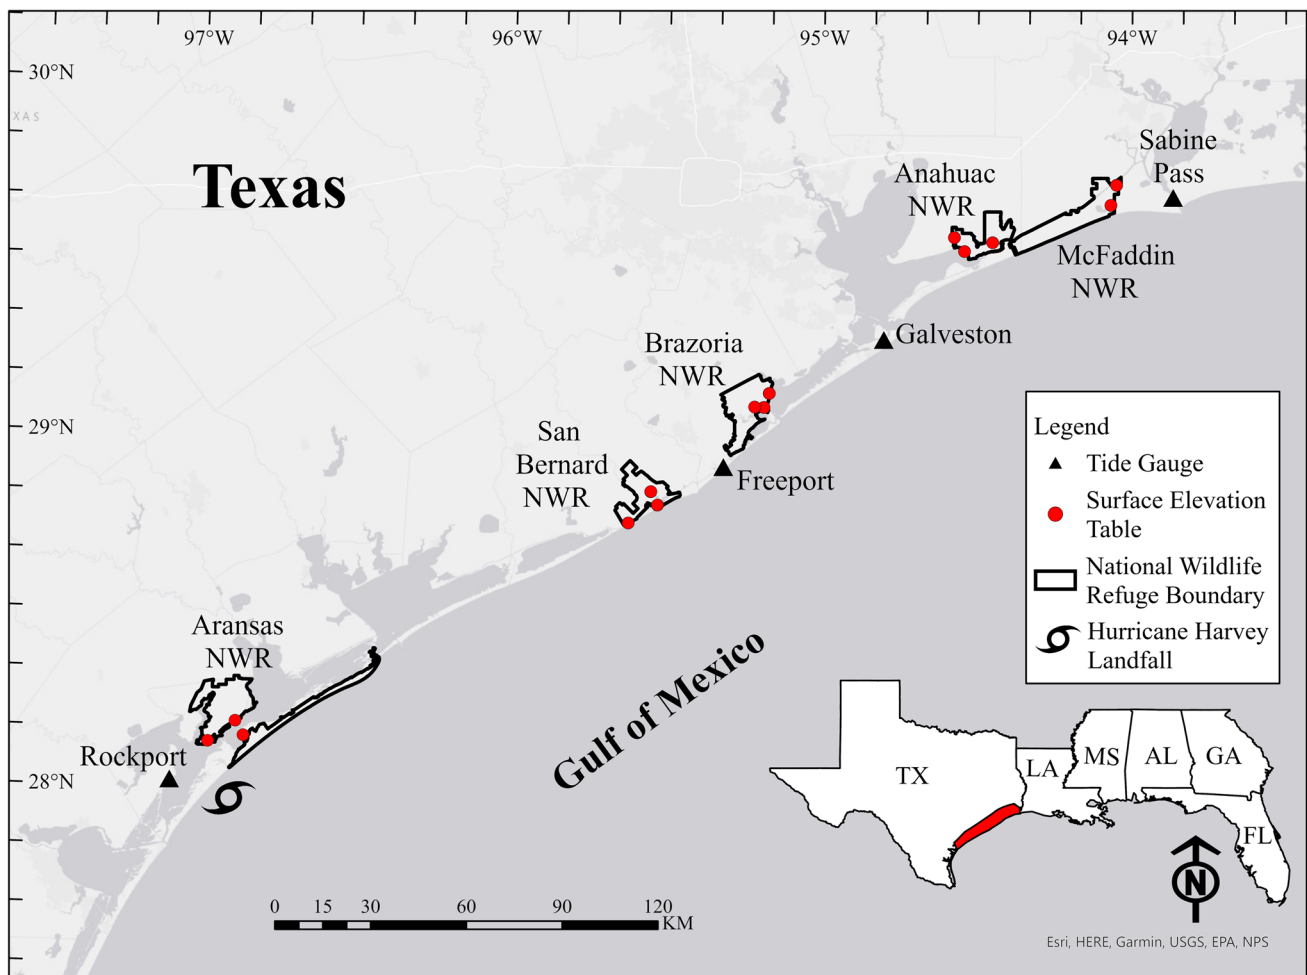 97°W
96°W
95°W
94°W
30°N
XAS
Texas
Sabine
Pass
Anahuac
NWR
McFaddin
NWR
Galveston
Brazoria
NWR
29°N
San
Bernard
NWR
Freeport
Legend
Tide Gauge
Surface Elevation
Table
National Wildlife
Refuge Boundary
Hurricane Harvey
Landfall
Aransas
NWR
Gulf of Mexico
Rockport
28°N
TX
LA
MS
AL
GA
FL
N
0 15 30 60 90 120
KM
Esri, HERE, Garmin, USGS, EPA, NPS